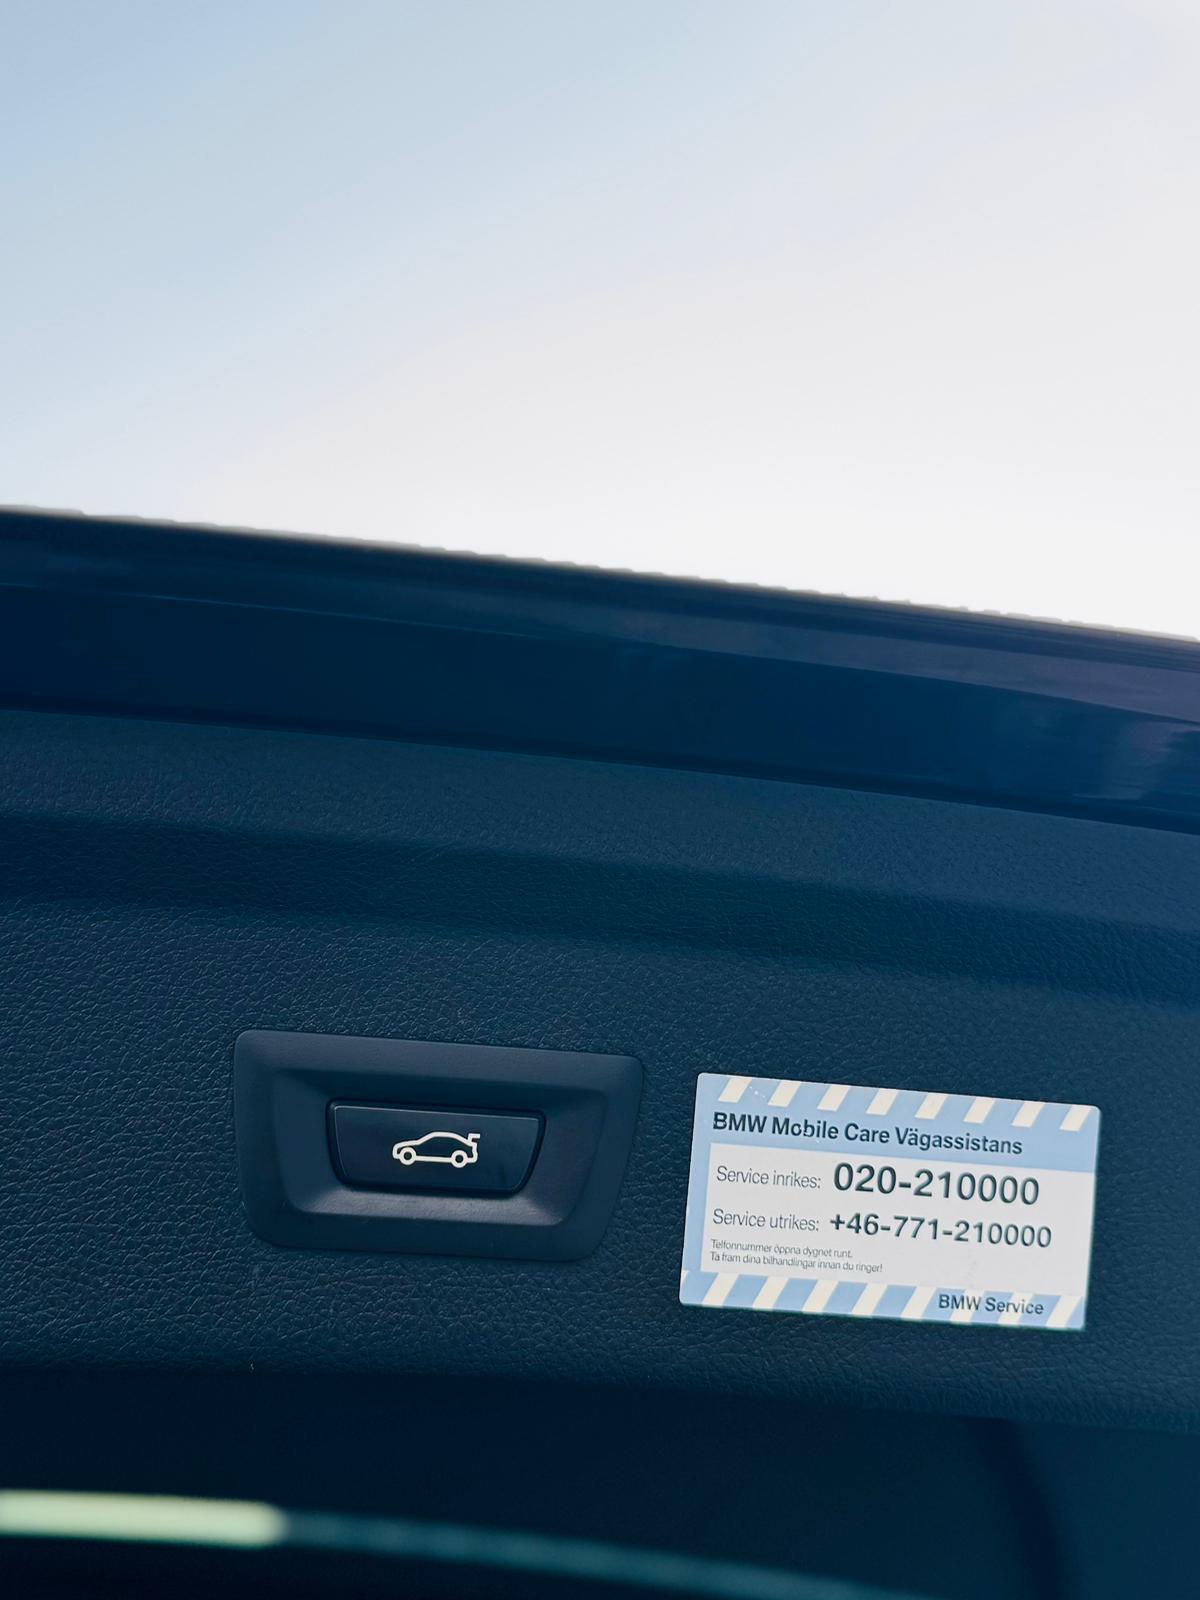 BMW Mobile Care Vägassistans
Service inrikes: 020-210000
Service utrikes: +46-771-210000
Telfonnummer öppna dygnet runt.
Ta fram dina bilhandlingar innan du ringer!
BMW Service